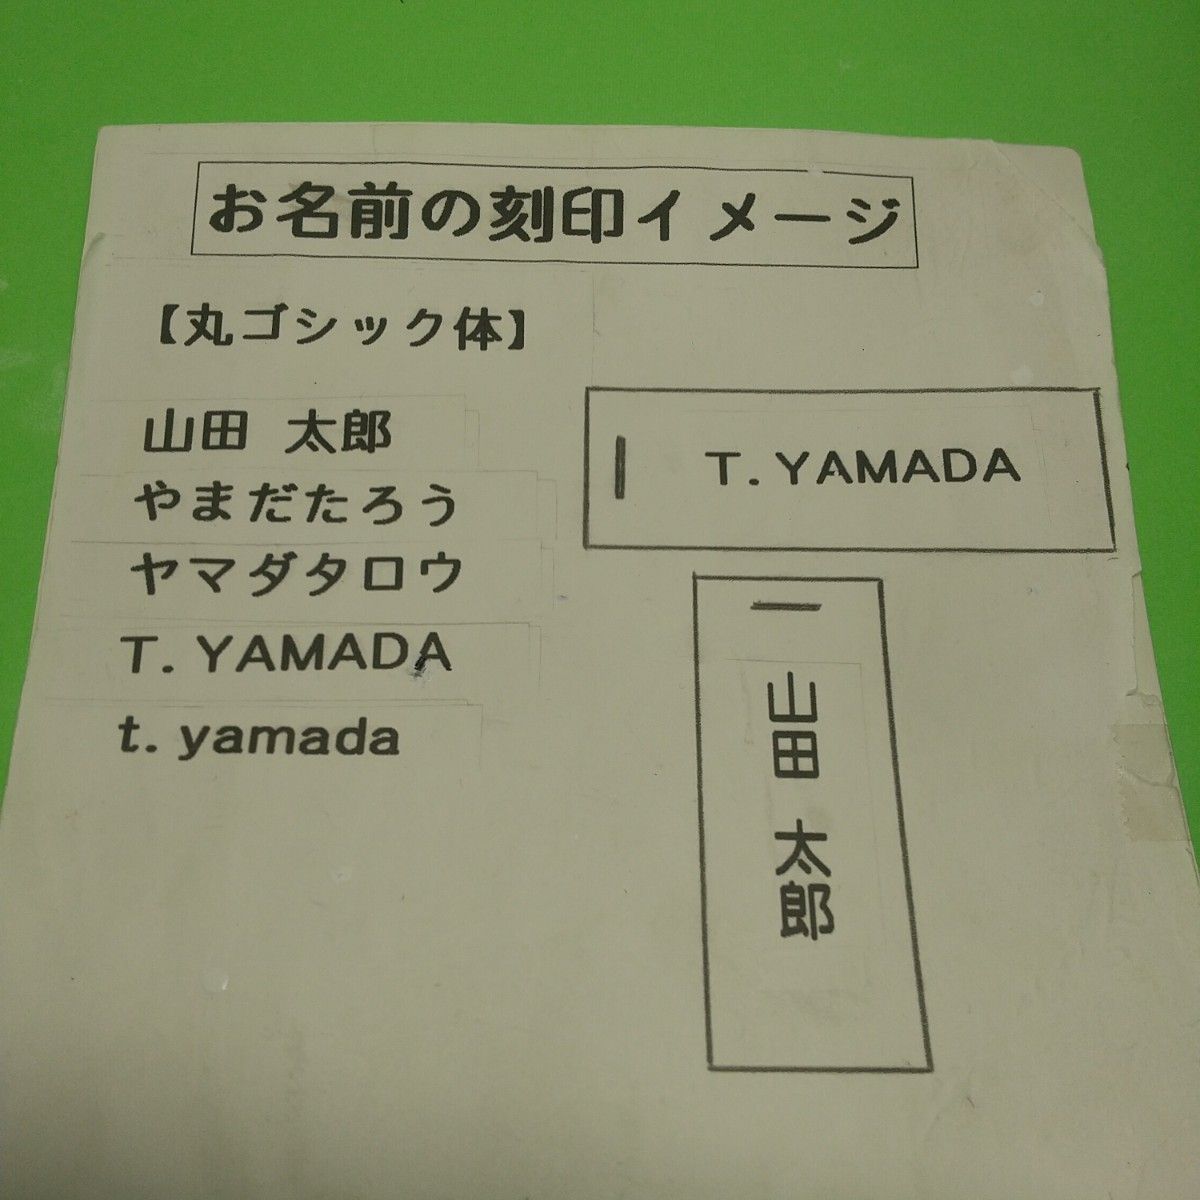 お名前の刻印イメージ
【丸ゴシック体】
山田 太郎
やまだたろう
ヤマダタロウ
T.YAMADA
t.yamada
T.YAMADA
山田 太郎